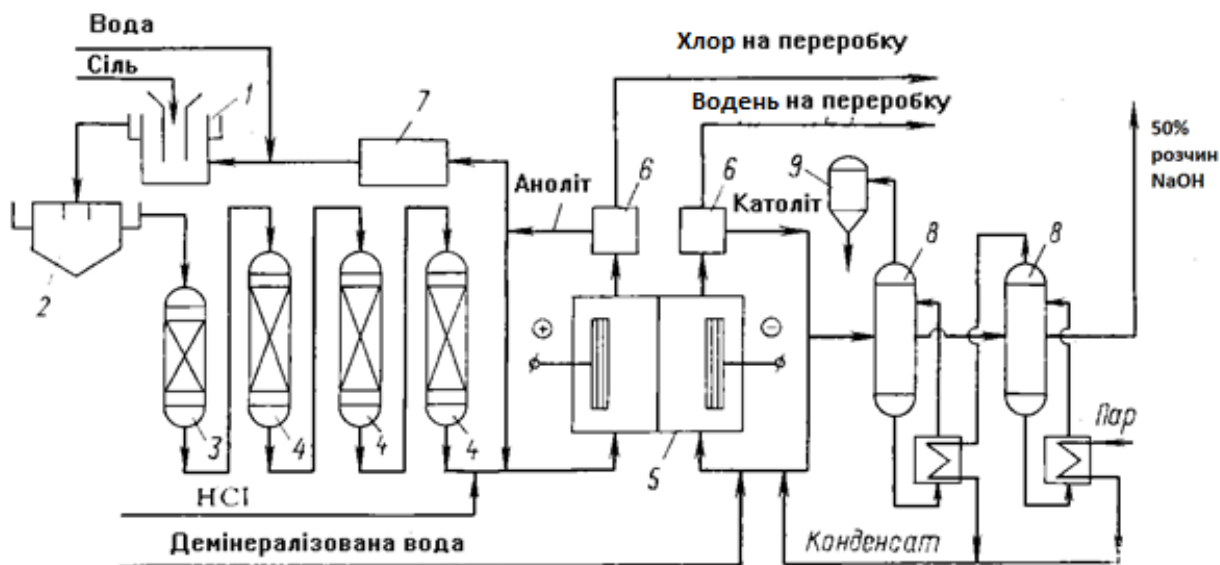 Вода
Сіль
1
2
3
4
4
4
7
Аноліт
6
Хлор на переробку
Водень на переробку
6
Католіт
9
8
8
50%
розчин
NaOH
+
−
5
Пар
HCl
Демінералізована вода
Конденсат